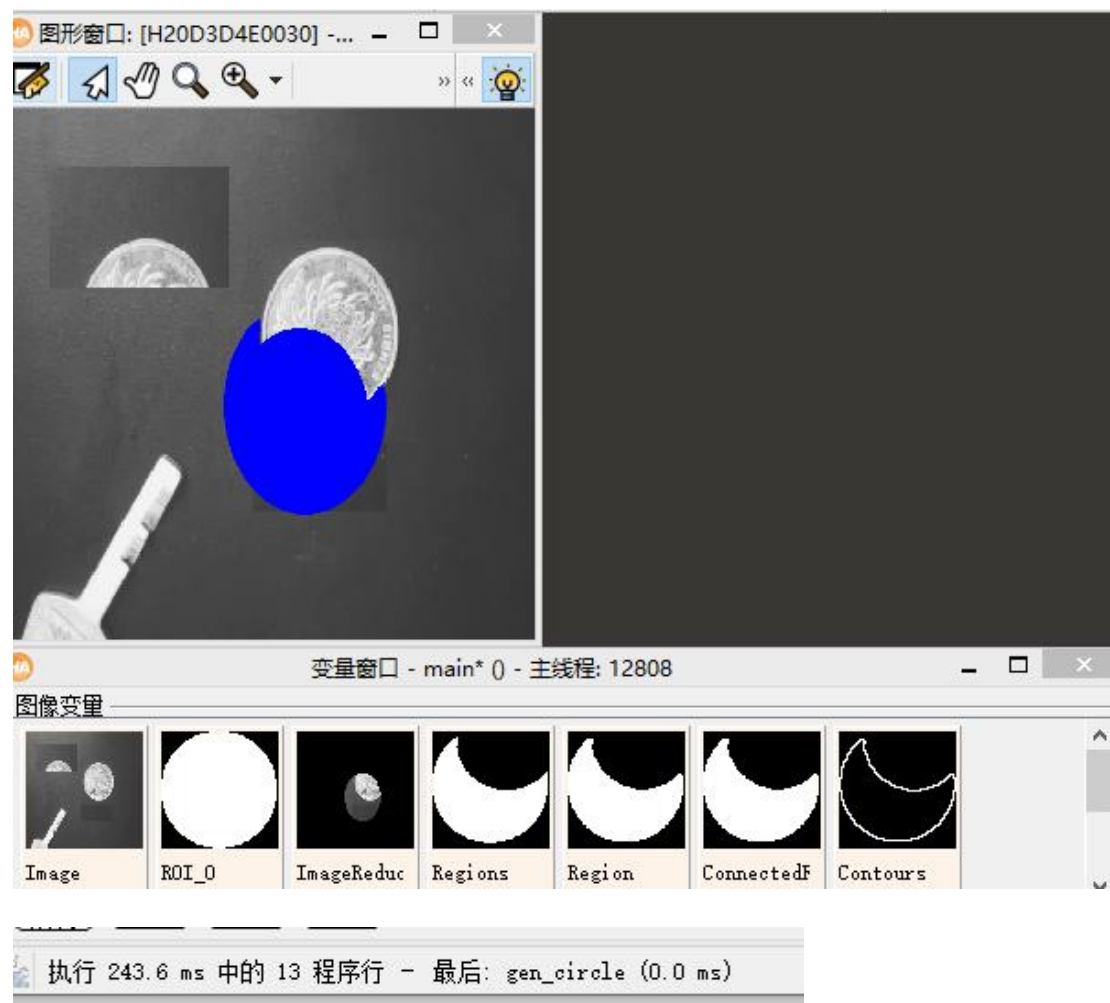 图形窗口: [H20D3D4E0030] -...
变量窗口 - main* () - 主线程: 12808
图像变量
Image ROI_0 ImageReduc Regions Region ConnectedF Contours
执行 243.6 ms 中的 13 程序行 - 最后: gen_circle (0.0 ms)